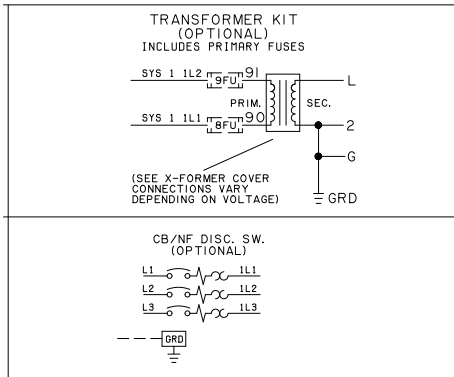 TRANSFORMER KIT
(OPTIONAL)
INCLUDES PRIMARY FUSES
SYS 1 1L2 9FU 91 L
PRIM. SEC.
SYS 1 1L1 8FU 90 2
G
(SEE X-FORMER COVER
CONNECTIONS VARY
DEPENDING ON VOLTAGE)
GRD
CB/NF DISC. SW.
(OPTIONAL)
L1 1L1
L2 1L2
L3 1L3
GRD